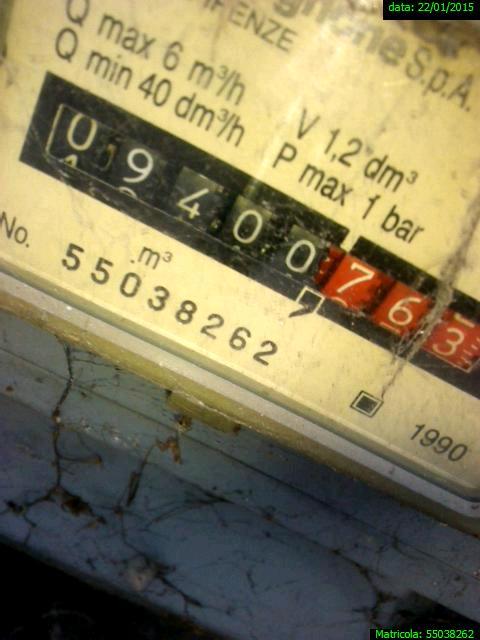 data: 22/01/2015
FIRENZE
S.p.A.
Q max 6 m³/h
Q min 40 dm³/h
V 1,2 dm³
P max 1 bar
09400763
m³
No. 55038262
1990
Matricola: 55038262